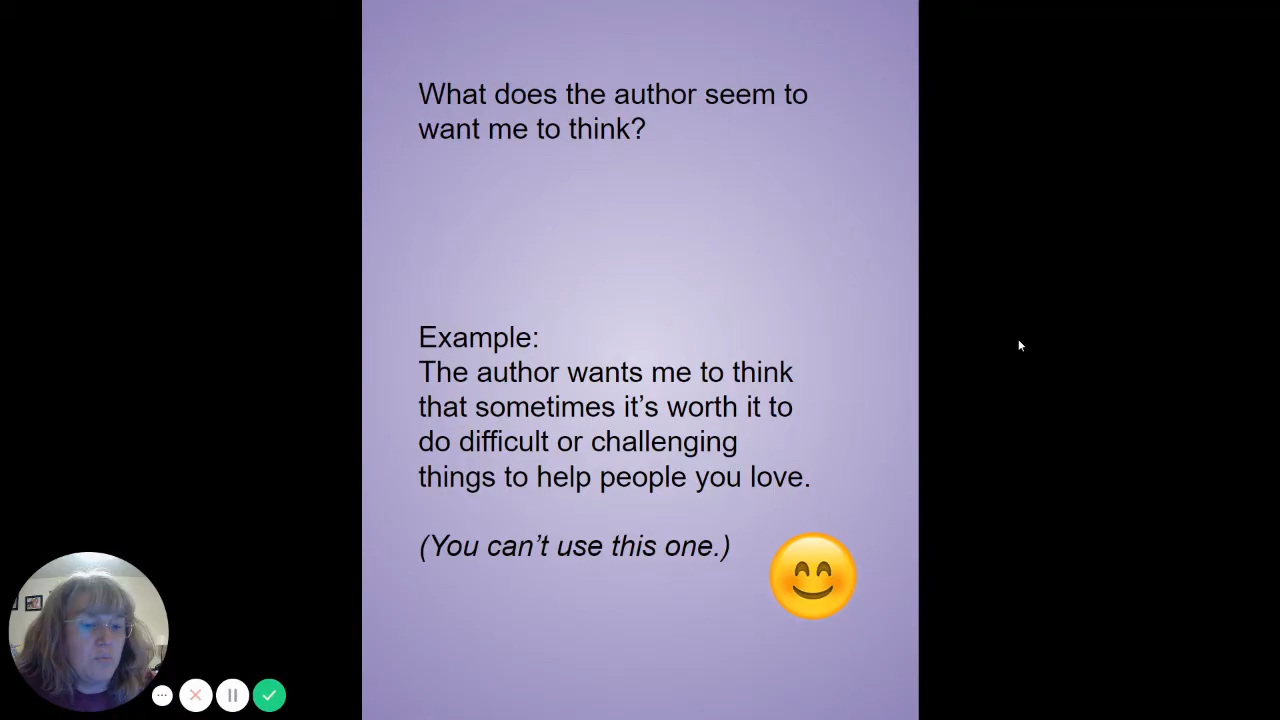 What does the author seem to
want me to think?
Example:
The author wants me to think
that sometimes it’s worth it to
do difficult or challenging
things to help people you love.
(You can’t use this one.)